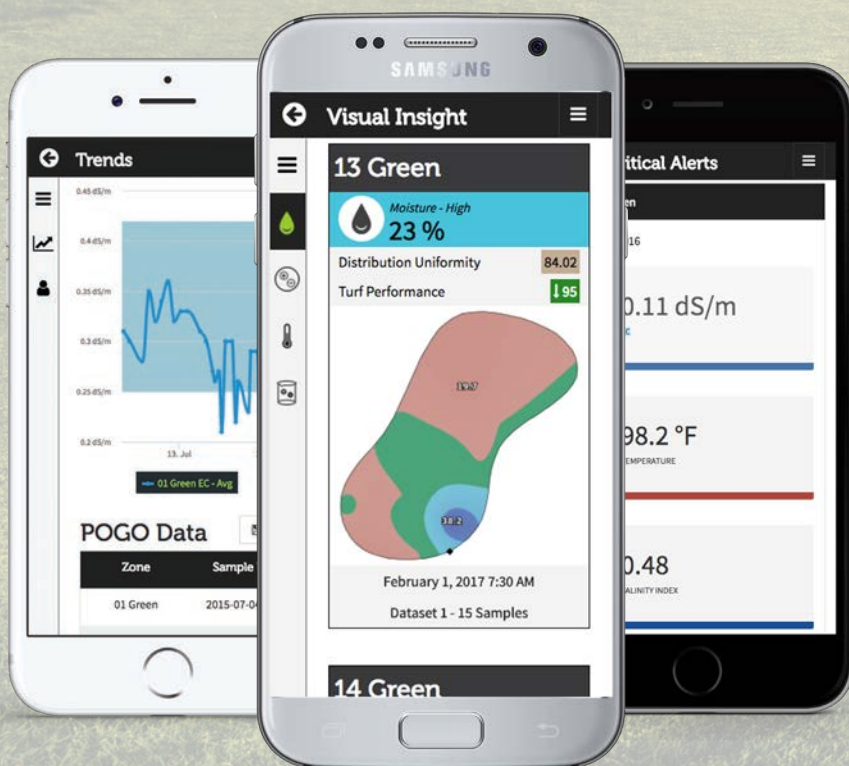 Trends
0.45 dS/m
0.4 dS/m
0.35 dS/m
0.3 dS/m
0.25 dS/m
0.2 dS/m
13. Jul
01 Green EC - Avg
POGO Data
Zone Sample
01 Green 2015-07-04
SAMSUNG
Visual Insight
13 Green
Moisture - High
23 %
Distribution Uniformity 84.02
Turf Performance ↓95
19.7
38.2
February 1, 2017 7:30 AM
Dataset 1 - 15 Samples
14 Green
itical Alerts
en
16
0.11 dS/m
C
98.2 °F
EMPERATURE
0.48
ALINITY INDEX